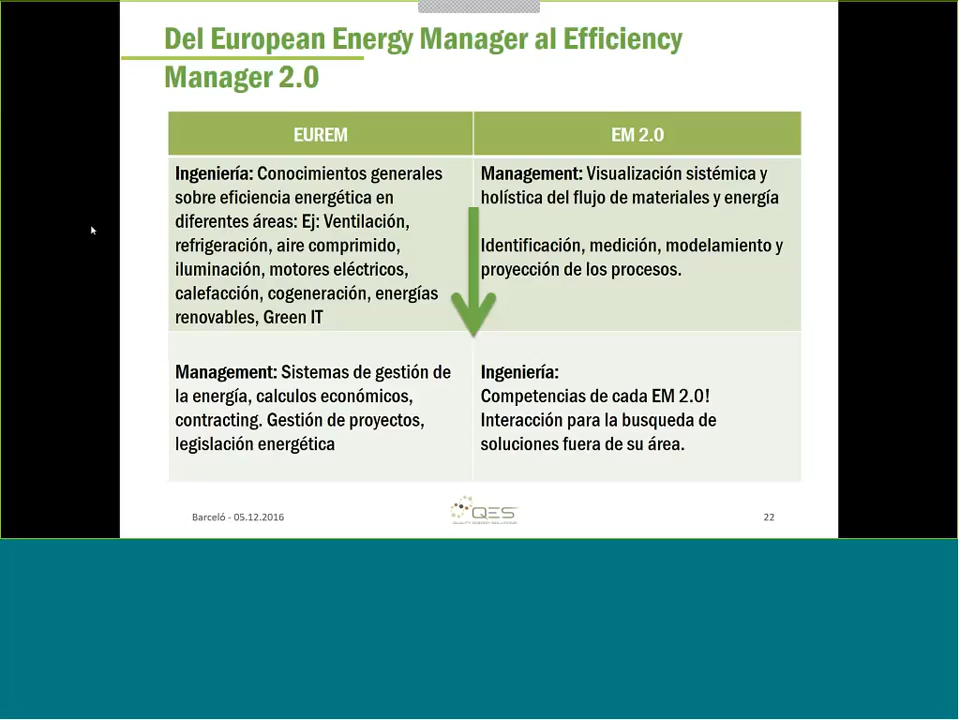 Del European Energy Manager al Efficiency
Manager 2.0
EUREM
EM 2.0
Ingeniería: Conocimientos generales
sobre eficiencia energética en
diferentes áreas: Ej: Ventilación,
refrigeración, aire comprimido,
iluminación, motores eléctricos,
calefacción, cogeneración, energías
renovables, Green IT
Management: Visualización sistémica y
holística del flujo de materiales y energía
Identificación, medición, modelamiento y
proyección de los procesos.
Management: Sistemas de gestión de
la energía, calculos económicos,
contracting. Gestión de proyectos,
legislación energética
Ingeniería:
Competencias de cada EM 2.0!
Interacción para la busqueda de
soluciones fuera de su área.
Barceló - 05.12.2016
QES
QUALITY ENERGY SOLUTIONS
22